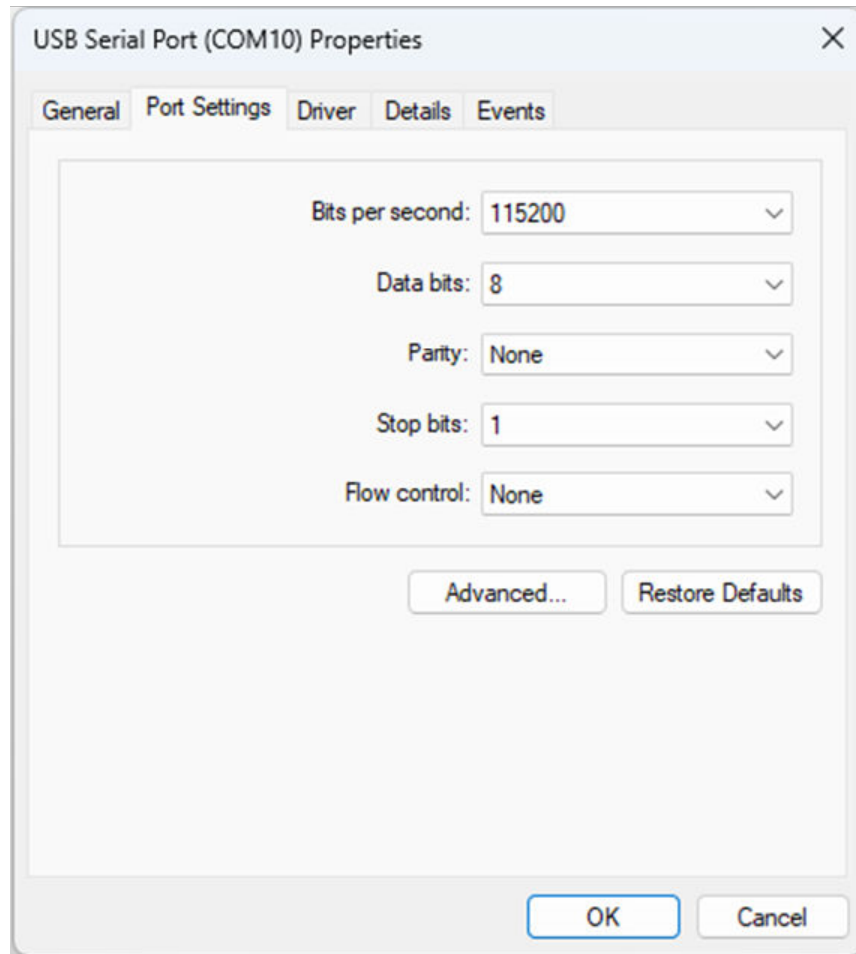 USB Serial Port (COM10) Properties
General Port Settings Driver Details Events
Bits per second: 115200
Data bits: 8
Parity: None
Stop bits: 1
Flow control: None
Advanced... Restore Defaults
OK Cancel